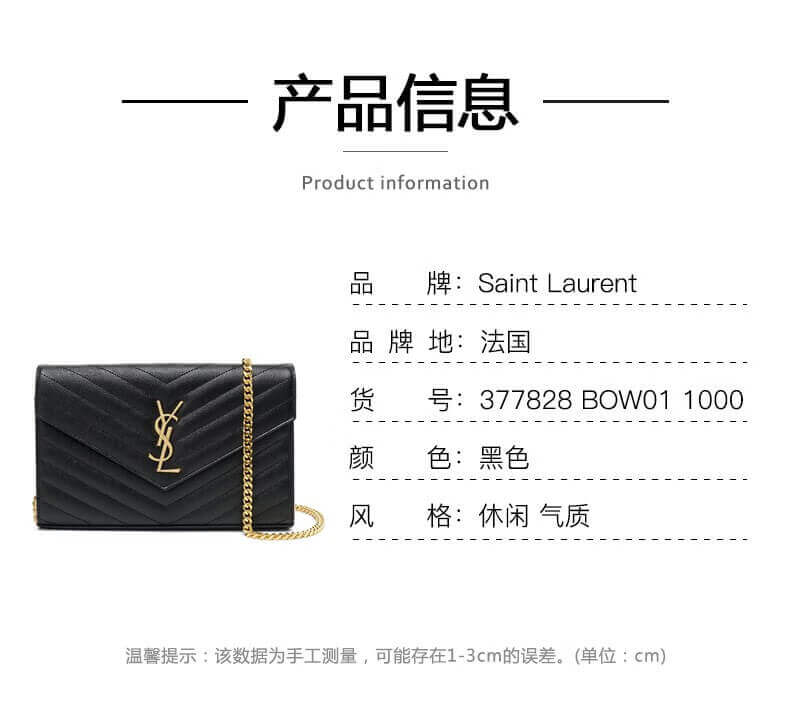 产品信息
Product information
品 牌：Saint Laurent
品 牌 地：法国
货 号：377828 BOW01 1000
颜 色：黑色
风 格：休闲 气质
YSL
温馨提示：该数据为手工测量，可能存在1-3cm的误差。(单位：cm)